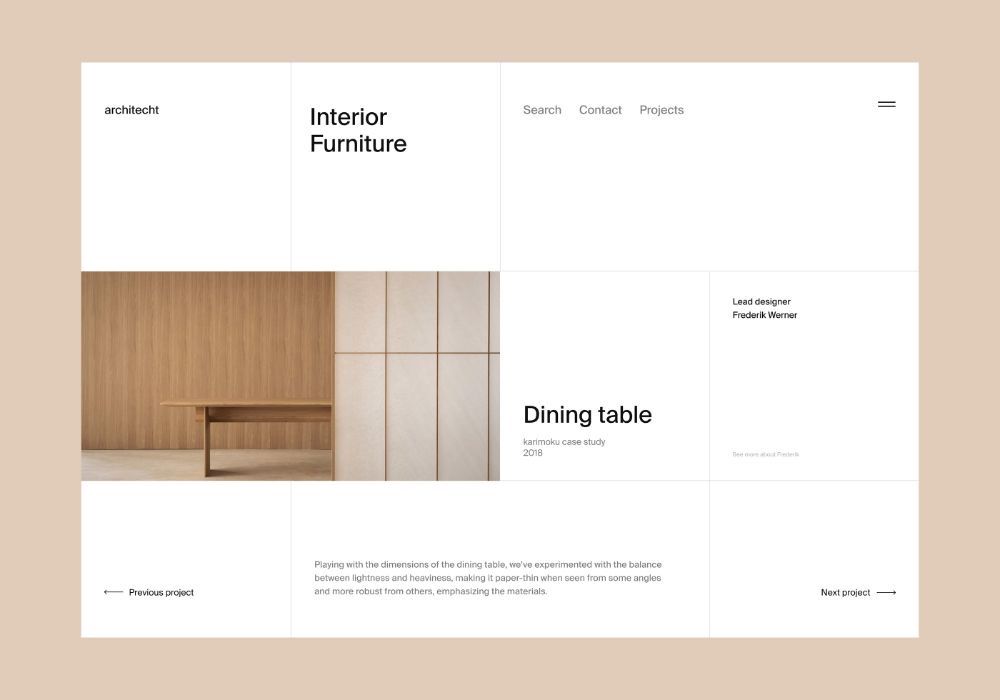 architecht
Interior
Furniture
Search Contact Projects
Lead designer
Frederik Werner
Dining table
karimoku case study
2018
See more about Frederik
Playing with the dimensions of the dining table, we've experimented with the balance
between lightness and heaviness, making it paper-thin when seen from some angles
and more robust from others, emphasizing the materials.
Previous project
Next project